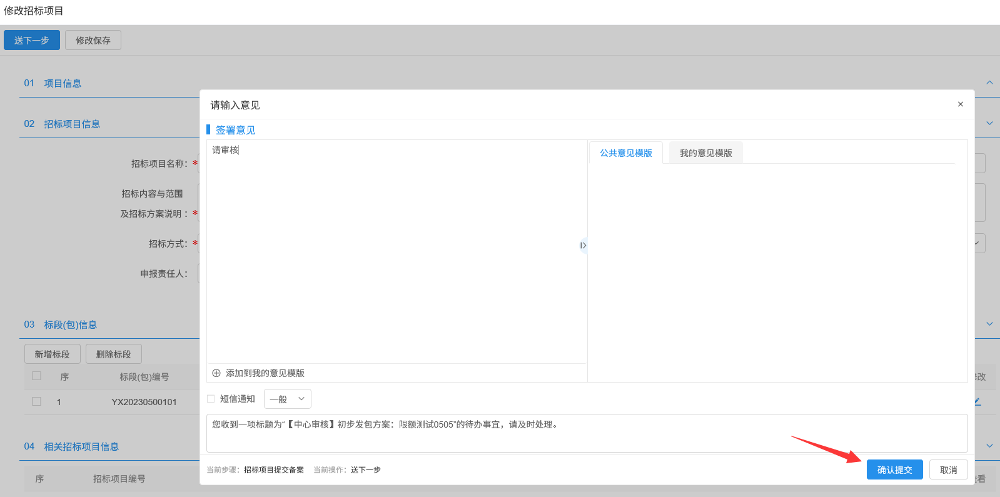 修改招标项目
送下一步 修改保存
01 项目信息
02 招标项目信息
招标项目名称：*
招标内容与范围
及招标方案说明：*
招标方式：*
申报责任人：
03 标段(包)信息
新增标段 删除标段
序 标段(包)编号
1 YX20230500101
04 相关招标项目信息
序 招标项目编号
请输入意见
签署意见
请审核
公共意见模版 我的意见模版
添加到我的意见模版
短信通知 一般
您收到一项标题为“【中心审核】初步发包方案：限额测试0505”的待办事宜，请及时处理。
当前步骤：招标项目提交备案 当前操作：送下一步
确认提交 取消